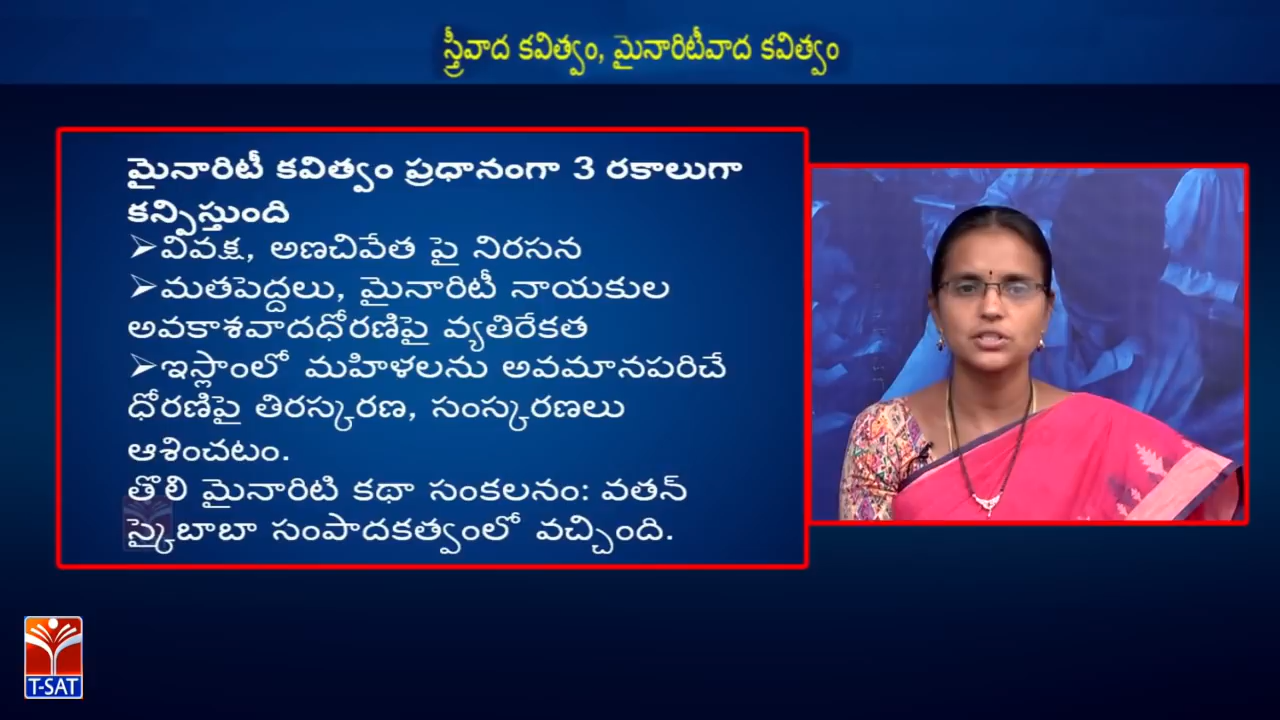 స్త్రీవాద కవిత్వం, మైనారిటీవాద కవిత్వం
మైనారిటీ కవిత్వం ప్రధానంగా 3 రకాలుగా
కన్పిస్తుంది
➢వివక్ష, అణచివేత పై నిరసన
➢మతపెద్దలు, మైనారిటీ నాయకుల
అవకాశవాదధోరణిపై వ్యతిరేకత
➢ఇస్లాంలో మహిళలను అవమానపరిచే
ధోరణిపై తిరస్కరణ, సంస్కరణలు
ఆశించటం.
తొలి మైనారిటి కథా సంకలనం: వతన్
స్కైబాబా సంపాదకత్వంలో వచ్చింది.
T-SAT